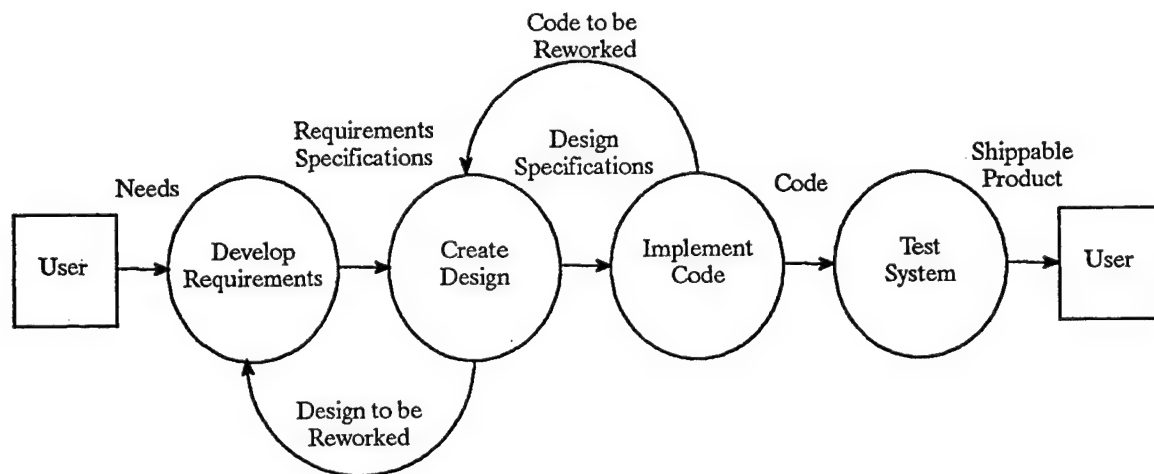 Code to be
Reworked
Requirements
Specifications
Design
Specifications
Shippable
Product
Needs
Code
User
Develop
Requirements
Create
Design
Implement
Code
Test
System
User
Design to be
Reworked